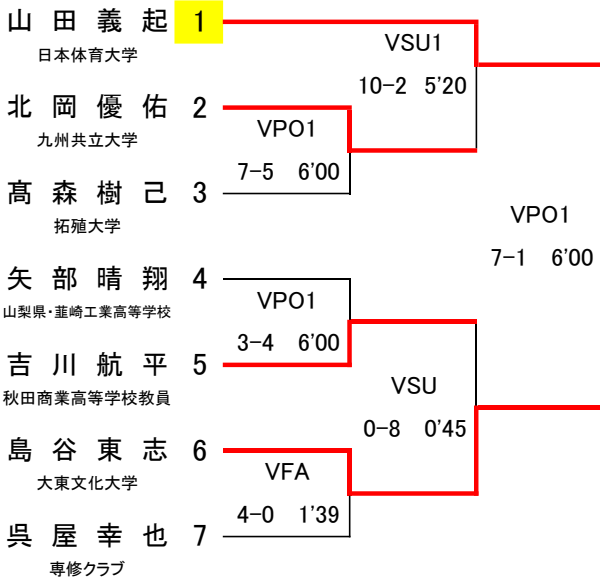 山田義起 1
日本体育大学
VSU1
10-2 5'20
北岡優佑 2
九州共立大学
VPO1
7-5 6'00
髙森樹己 3
拓殖大学
VPO1
7-1 6'00
矢部晴翔 4
山梨県・韮崎工業高等学校
VPO1
3-4 6'00
吉川航平 5
秋田商業高等学校教員
VSU
0-8 0'45
島谷東志 6
大東文化大学
VFA
4-0 1'39
呉屋幸也 7
専修クラブ